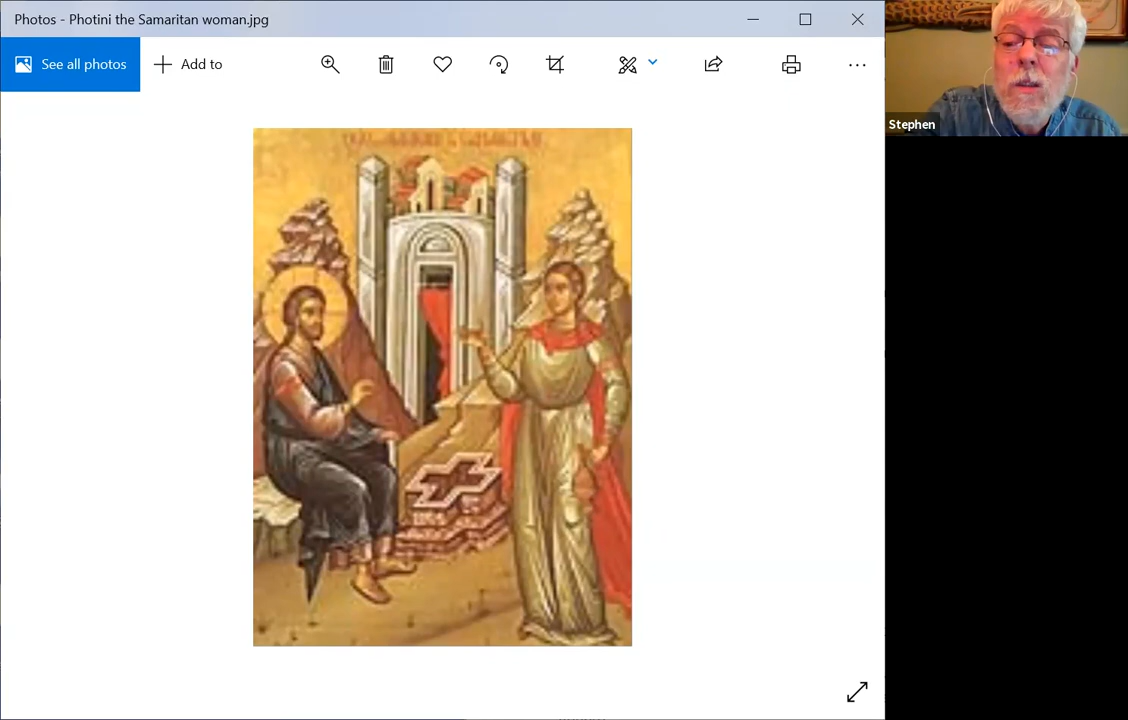 Photos - Photini the Samaritan woman.jpg
See all photos
Add to
Stephen